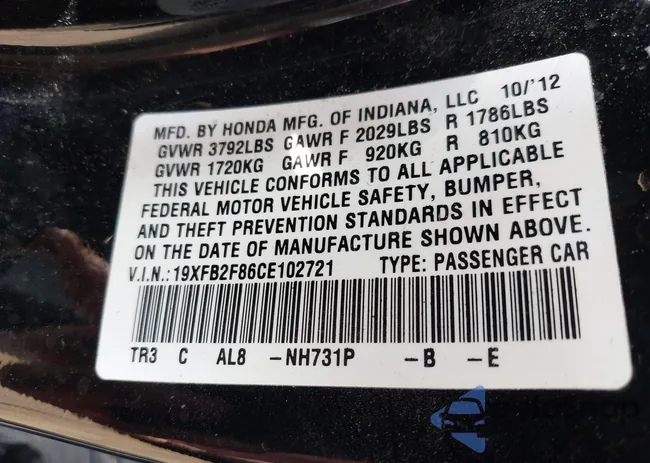 MFD. BY HONDA MFG. OF INDIANA, LLC 10/'12
GVWR 3792LBS GAWR F 2029LBS R 1786LBS
GVWR 1720KG GAWR F 920KG R 810KG
THIS VEHICLE CONFORMS TO ALL APPLICABLE
FEDERAL MOTOR VEHICLE SAFETY, BUMPER,
AND THEFT PREVENTION STANDARDS IN EFFECT
ON THE DATE OF MANUFACTURE SHOWN ABOVE.
V.I.N.:19XFB2F86CE102721 TYPE: PASSENGER CAR
TR3 C AL8 -NH731P -B -E